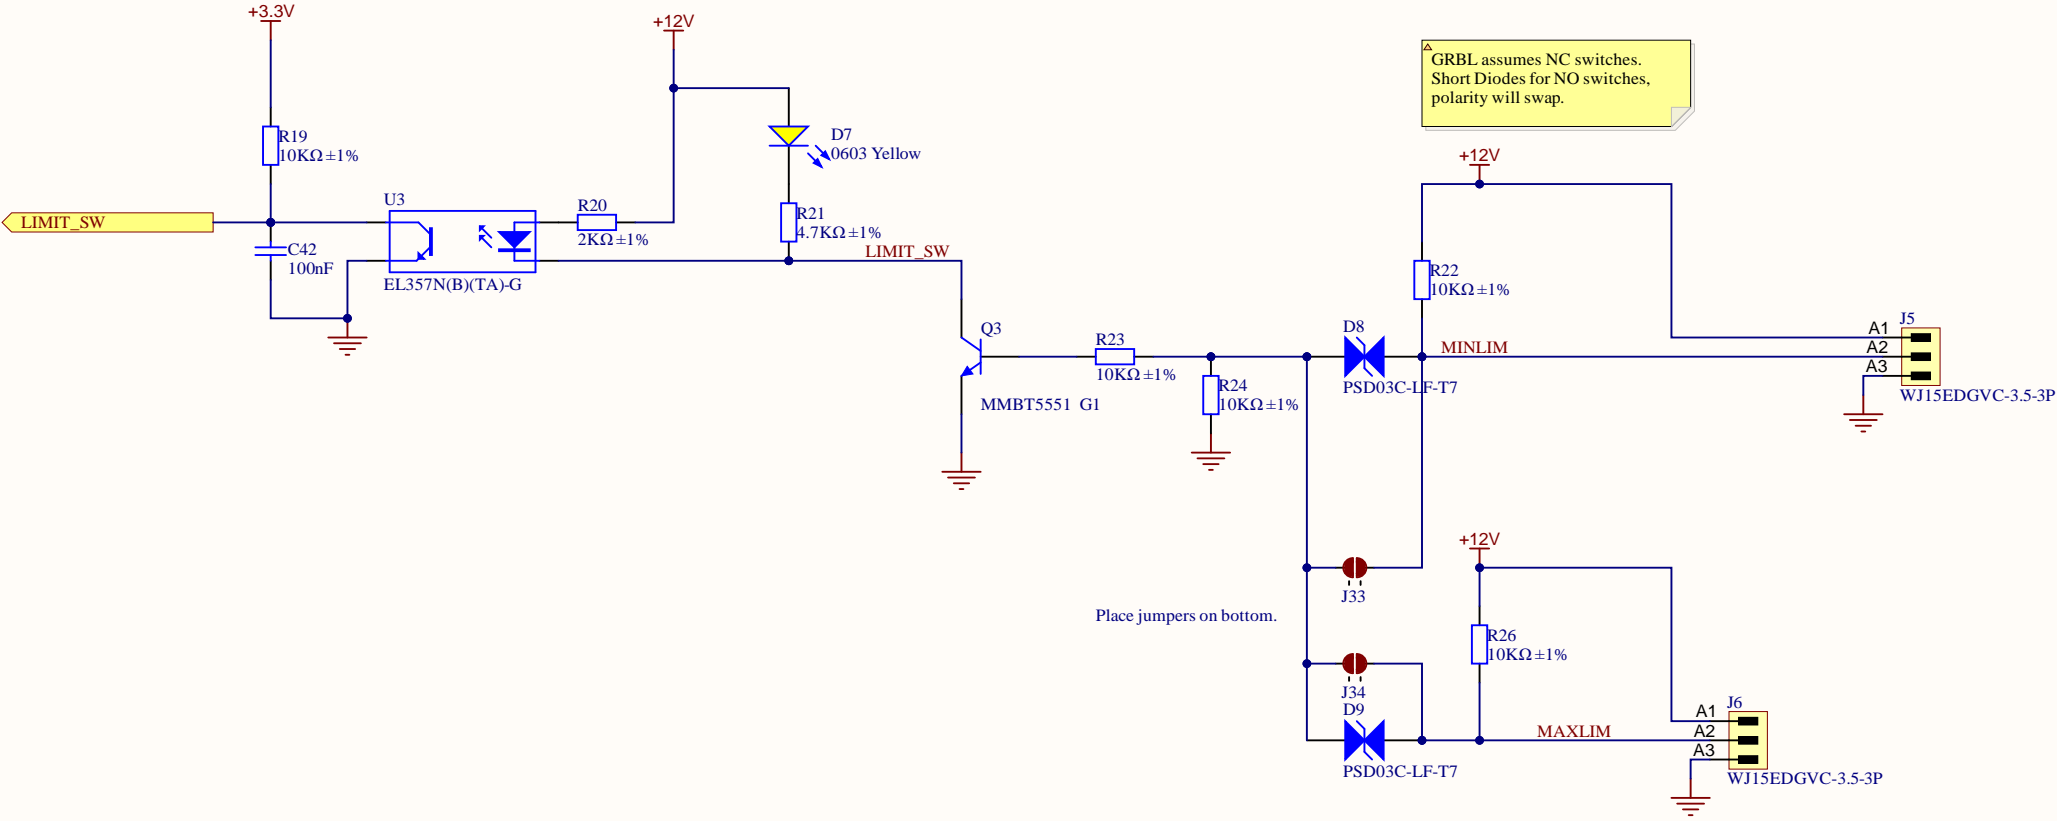 +3.3V
+12V
GRBL assumes NC switches.
Short Diodes for NO switches,
polarity will swap.
R19
10KΩ ±1%
D7
0603 Yellow
+12V
U3
R20
2KΩ ±1%
R21
4.7KΩ ±1%
LIMIT_SW
C42
100nF
EL357N(B)(TA)-G
LIMIT_SW
R22
10KΩ ±1%
Q3
MMBT5551 G1
R23
10KΩ ±1%
R24
10KΩ ±1%
D8
PSD03C-LF-T7
MINLIM
A1
A2
A3
J5
WJ15EDGVC-3.5-3P
+12V
J33
Place jumpers on bottom.
R26
10KΩ ±1%
J34
D9
PSD03C-LF-T7
MAXLIM
A1
A2
A3
J6
WJ15EDGVC-3.5-3P